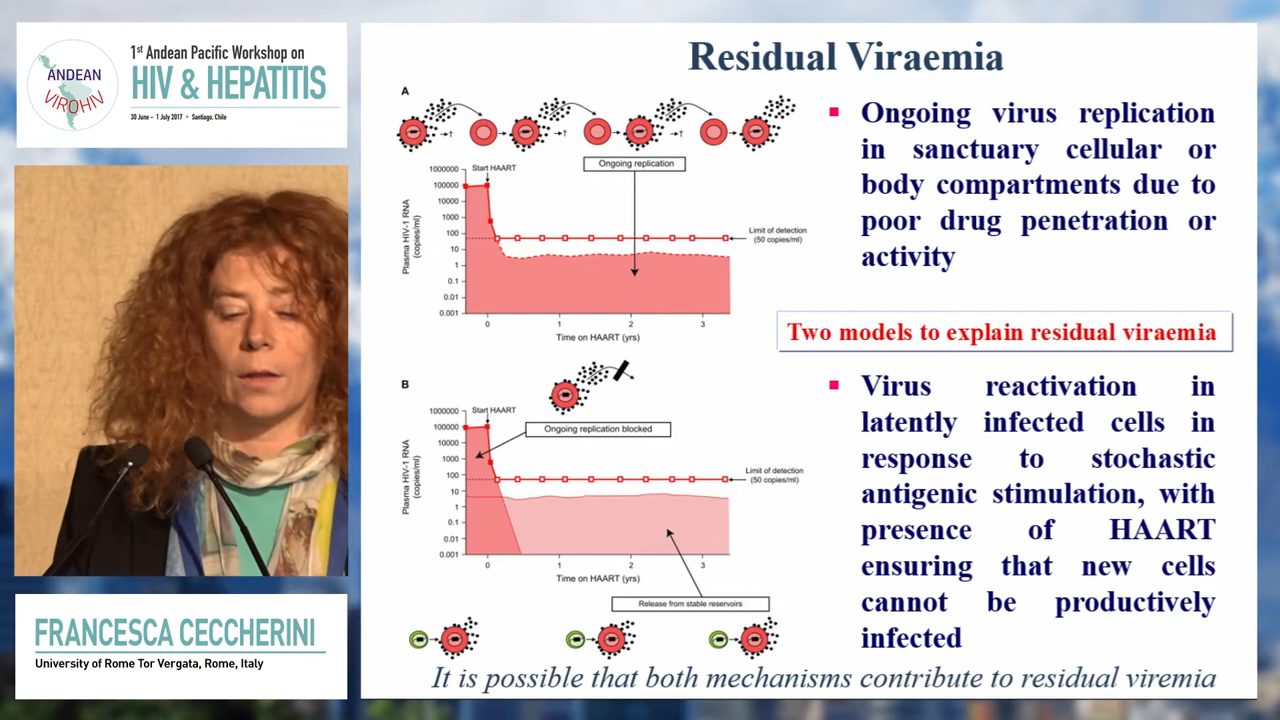 1st Andean Pacific Workshop on
HIV & HEPATITIS
30 June – 1 July 2017 • Santiago, Chile
ANDEAN
VIROHIV
FRANCESCA CECCHERINI
University of Rome Tor Vergata, Rome, Italy
Residual Viraemia
A
Ongoing replication
Start HAART
1000000
100000
10000
1000
100
10
1
0.1
0.01
0.001
Plasma HIV-1 RNA
(copies/ml)
Limit of detection
(50 copies/ml)
0 1 2 3
Time on HAART (yrs)
B
Start HAART
Ongoing replication blocked
1000000
100000
10000
1000
100
10
1
0.1
0.01
0.001
Plasma HIV-1 RNA
(copies/ml)
Limit of detection
(50 copies/ml)
0 1 2 3
Time on HAART (yrs)
Release from stable reservoirs
Ongoing virus replication
in sanctuary cellular or
body compartments due to
poor drug penetration or
activity
Two models to explain residual viraemia
Virus reactivation in
latently infected cells in
response to stochastic
antigenic stimulation, with
presence of HAART
ensuring that new cells
cannot be productively
infected
It is possible that both mechanisms contribute to residual viremia